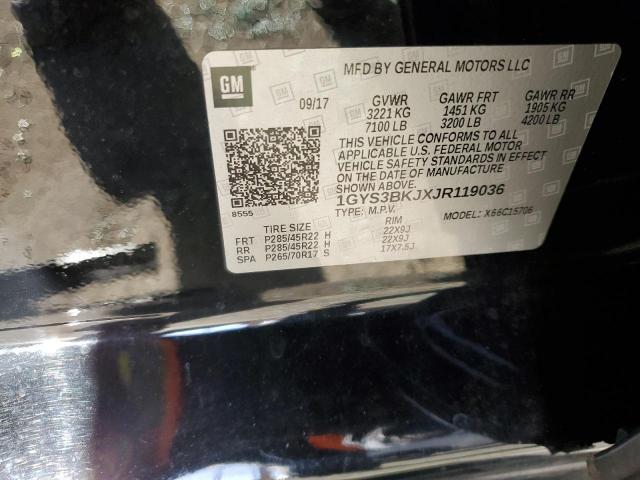 GM
MFD BY GENERAL MOTORS LLC
09/17 GVWR GAWR FRT GAWR RR
3221 KG 1451 KG 1905 KG
7100 LB 3200 LB 4200 LB
THIS VEHICLE CONFORMS TO ALL
APPLICABLE U.S. FEDERAL MOTOR
VEHICLE SAFETY STANDARDS IN EFFECT
ON THE DATE OF MANUFACTURE
SHOWN ABOVE.
1GYS3BKJXJR119036
8555
TYPE: M.P.V. MODEL: X66C15706
TIRE SIZE RIM
FRT P285/45R22 H 22X9J
RR P285/45R22 H 22X9J
SPA P265/70R17 S 17X7.5J